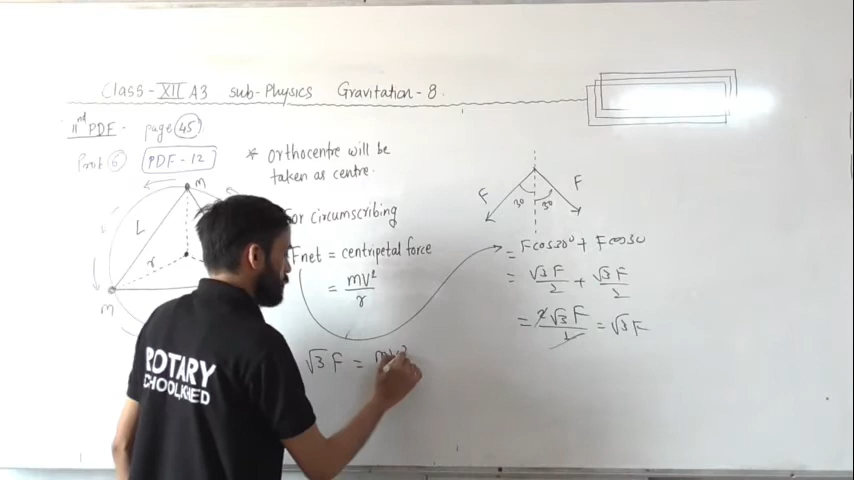 Class - XII A3 sub-Physics Gravitation - 8.
IInd PDF - page 45
Prob 6 PDF - 12
* Orthocentre will be
taken as centre.
For circumscribing
Fnet = centripetal force
= mv²
r
√3 F = mv²
M
L
r
M
F F
30 30
= Fcos30° + Fcos30
= √3 F + √3 F
2 2
= 2√3 F = √3 F
2
ROTARY
SCHOOL,KHED